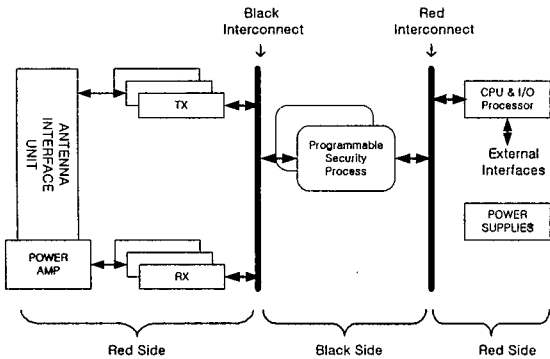 Black
Interconnect
Red
Interconnect
ANTENNA
INTERFACE
UNIT
TX
CPU & I/O
Processor
Programmable
Security
Process
External
Interfaces
POWER
SUPPLIES
POWER
AMP
RX
Red Side
Black Side
Red Side